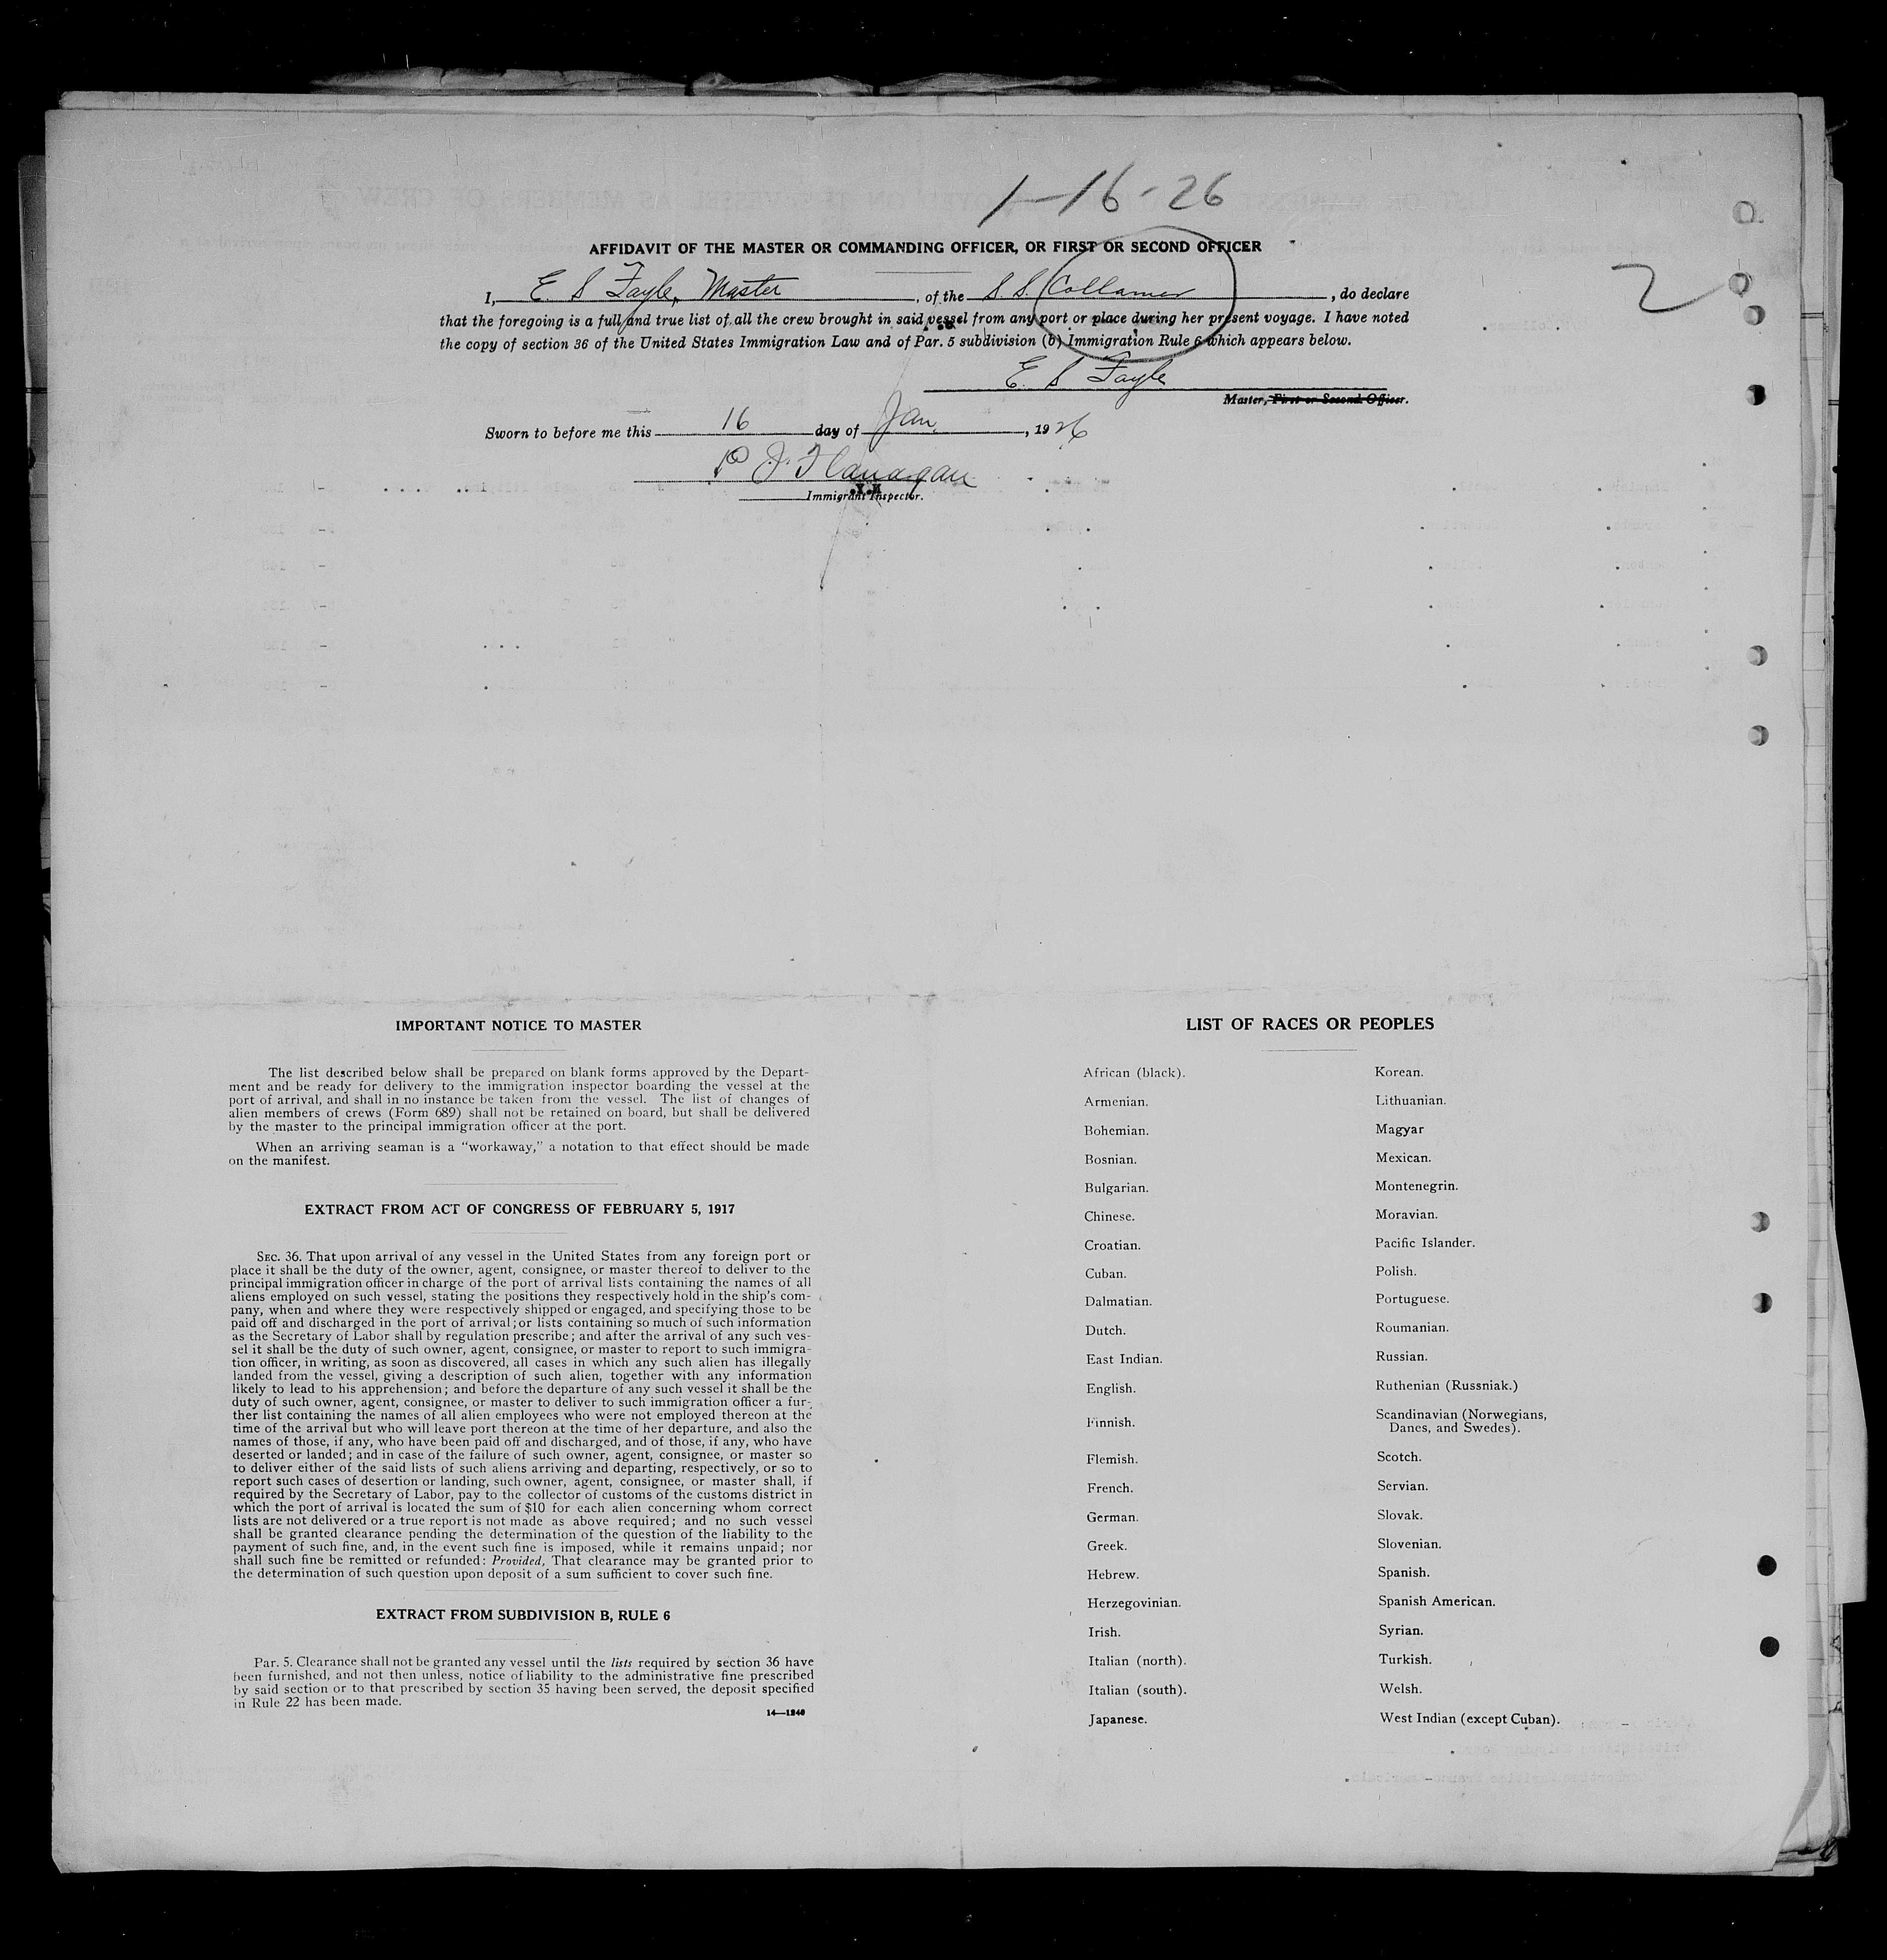 1-16-26
2
AFFIDAVIT OF THE MASTER OR COMMANDING OFFICER, OR FIRST OR SECOND OFFICER
I, E. S Fayle, Master, of the S.S. Collamer, do declare
that the foregoing is a full and true list of all the crew brought in said vessel from any port or place during her present voyage. I have noted
the copy of section 36 of the United States Immigration Law and of Par. 5 subdivision (b) Immigration Rule 6 which appears below.
E. S Fayle
Master, First or Second Officer.
Sworn to before me this 16 day of Jan, 1926
P J Flanagan
Immigrant Inspector.
IMPORTANT NOTICE TO MASTER
The list described below shall be prepared on blank forms approved by the Depart-
ment and be ready for delivery to the immigration inspector boarding the vessel at the
port of arrival, and shall in no instance be taken from the vessel. The list of changes of
alien members of crews (Form 689) shall not be retained on board, but shall be delivered
by the master to the principal immigration officer at the port.
When an arriving seaman is a "workaway," a notation to that effect should be made
on the manifest.
EXTRACT FROM ACT OF CONGRESS OF FEBRUARY 5, 1917
SEC. 36. That upon arrival of any vessel in the United States from any foreign port or
place it shall be the duty of the owner, agent, consignee, or master thereof to deliver to the
principal immigration officer in charge of the port of arrival lists containing the names of all
aliens employed on such vessel, stating the positions they respectively hold in the ship's com-
pany, when and where they were respectively shipped or engaged, and specifying those to be
paid off and discharged in the port of arrival; or lists containing so much of such information
as the Secretary of Labor shall by regulation prescribe; and after the arrival of any such ves-
sel it shall be the duty of such owner, agent, consignee, or master to report to such immigra-
tion officer, in writing, as soon as discovered, all cases in which any such alien has illegally
landed from the vessel, giving a description of such alien, together with any information
likely to lead to his apprehension; and before the departure of any such vessel it shall be the
duty of such owner, agent, consignee, or master to deliver to such immigration officer a fur-
ther list containing the names of all alien employees who were not employed thereon at the
time of the arrival but who will leave port thereon at the time of her departure, and also the
names of those, if any, who have been paid off and discharged, and of those, if any, who have
deserted or landed; and in case of the failure of such owner, agent, consignee, or master so
to deliver either of the said lists of such aliens arriving and departing, respectively, or so to
report such cases of desertion or landing, such owner, agent, consignee, or master shall, if
required by the Secretary of Labor, pay to the collector of customs of the customs district in
which the port of arrival is located the sum of $10 for each alien concerning whom correct
lists are not delivered or a true report is not made as above required; and no such vessel
shall be granted clearance pending the determination of the question of the liability to the
payment of such fine, and, in the event such fine is imposed, while it remains unpaid; nor
shall such fine be remitted or refunded: Provided, That clearance may be granted prior to
the determination of such question upon deposit of a sum sufficient to cover such fine.
EXTRACT FROM SUBDIVISION B, RULE 6
Par. 5. Clearance shall not be granted any vessel until the lists required by section 36 have
been furnished, and not then unless, notice of liability to the administrative fine prescribed
by said section or to that prescribed by section 35 having been served, the deposit specified
in Rule 22 has been made.
14—1240
LIST OF RACES OR PEOPLES
African (black).
Armenian.
Bohemian.
Bosnian.
Bulgarian.
Chinese.
Croatian.
Cuban.
Dalmatian.
Dutch.
East Indian.
English.
Finnish.
Flemish.
French.
German.
Greek.
Hebrew.
Herzegovinian.
Irish.
Italian (north).
Italian (south).
Japanese.
Korean.
Lithuanian.
Magyar
Mexican.
Montenegrin.
Moravian.
Pacific Islander.
Polish.
Portuguese.
Roumanian.
Russian.
Ruthenian (Russniak.)
Scandinavian (Norwegians,
Danes, and Swedes).
Scotch.
Servian.
Slovak.
Slovenian.
Spanish.
Spanish American.
Syrian.
Turkish.
Welsh.
West Indian (except Cuban).